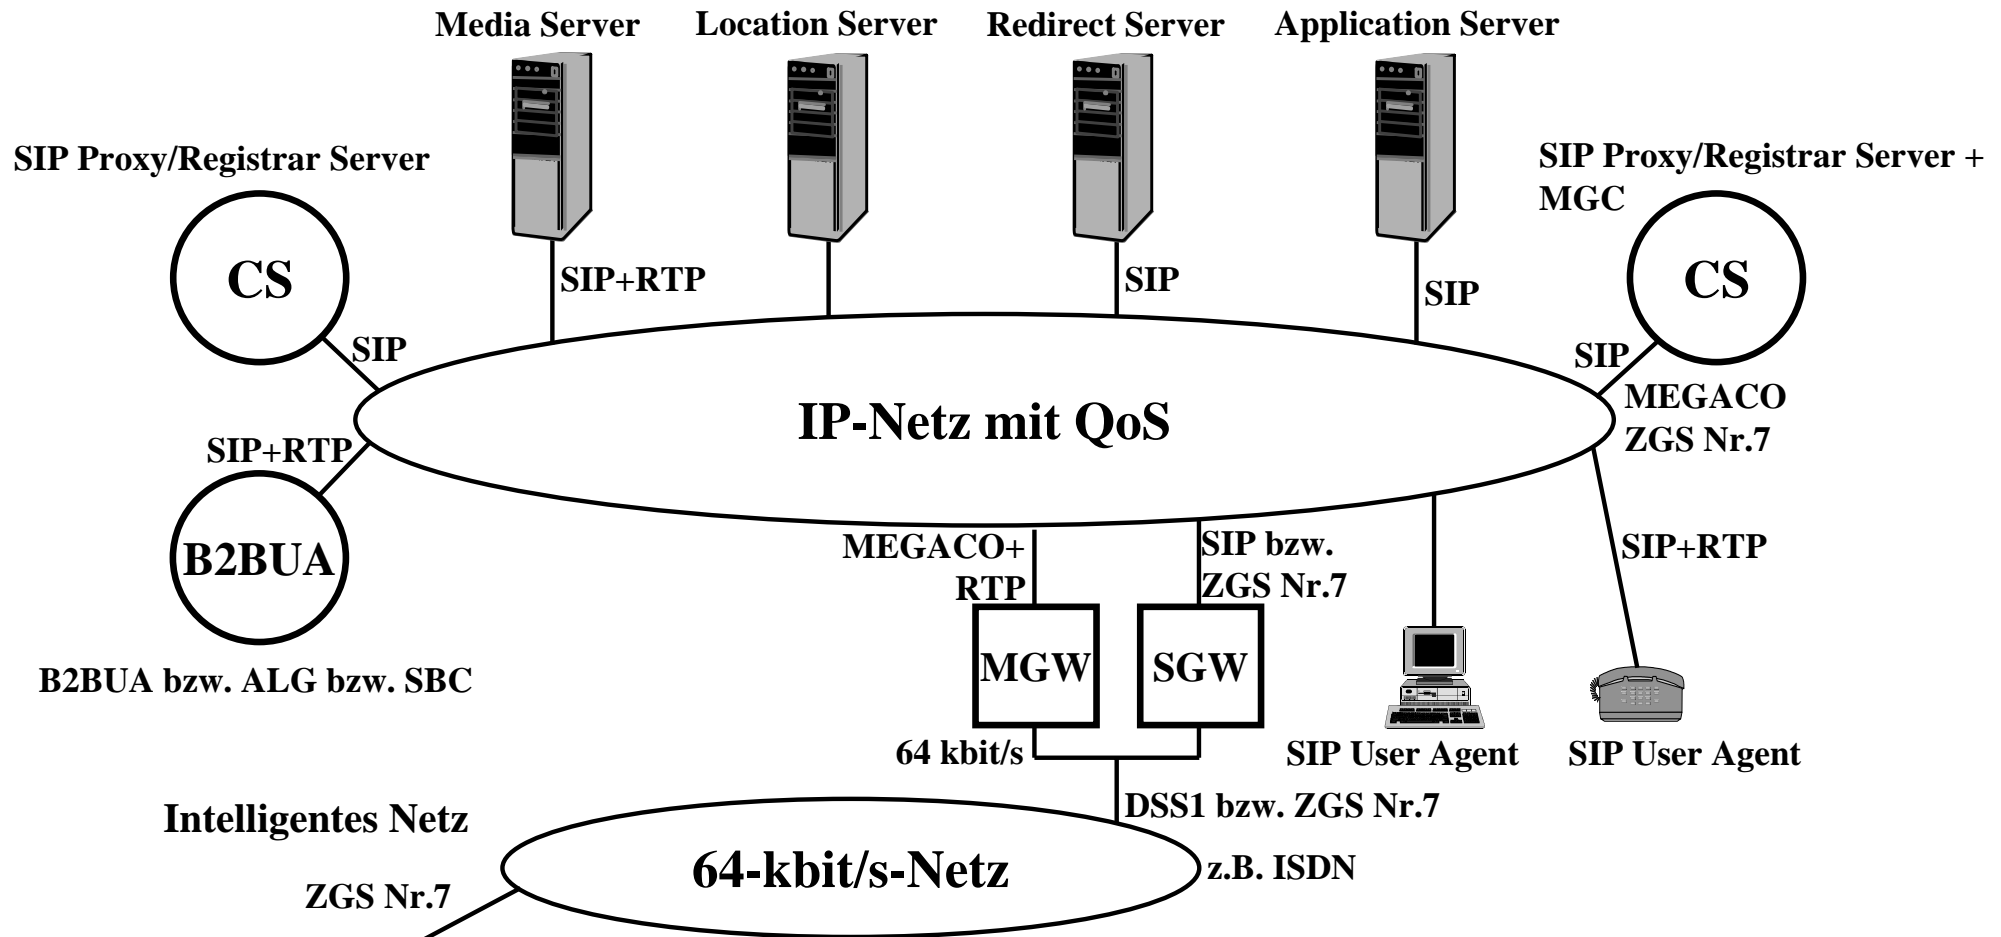 Media Server
Location Server
Redirect Server
Application Server
SIP Proxy/Registrar Server
SIP Proxy/Registrar Server +
MGC
CS
CS
SIP+RTP
SIP
SIP
SIP
SIP
MEGACO
ZGS Nr.7
IP-Netz mit QoS
SIP+RTP
B2BUA
B2BUA bzw. ALG bzw. SBC
MEGACO+
RTP
SIP bzw.
ZGS Nr.7
SIP+RTP
MGW
SGW
64 kbit/s
SIP User Agent
SIP User Agent
DSS1 bzw. ZGS Nr.7
Intelligentes Netz
64-kbit/s-Netz
z.B. ISDN
ZGS Nr.7